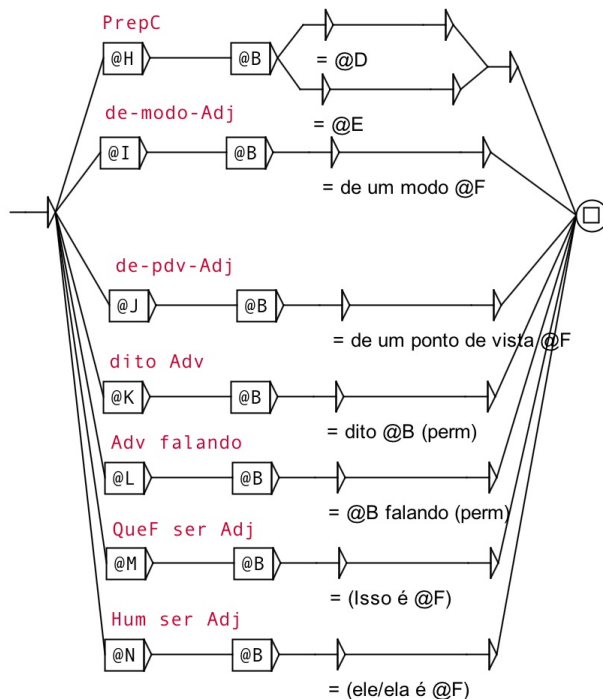 PrepC
@H @B
= @D
= @E
de-modo-Adj
@I @B
= de um modo @F
de-pdv-Adj
@J @B
= de um ponto de vista @F
dito Adv
@K @B
= dito @B (perm)
Adv falando
@L @B
= @B falando (perm)
QueF ser Adj
@M @B
= (Isso é @F)
Hum ser Adj
@N @B
= (ele/ela é @F)